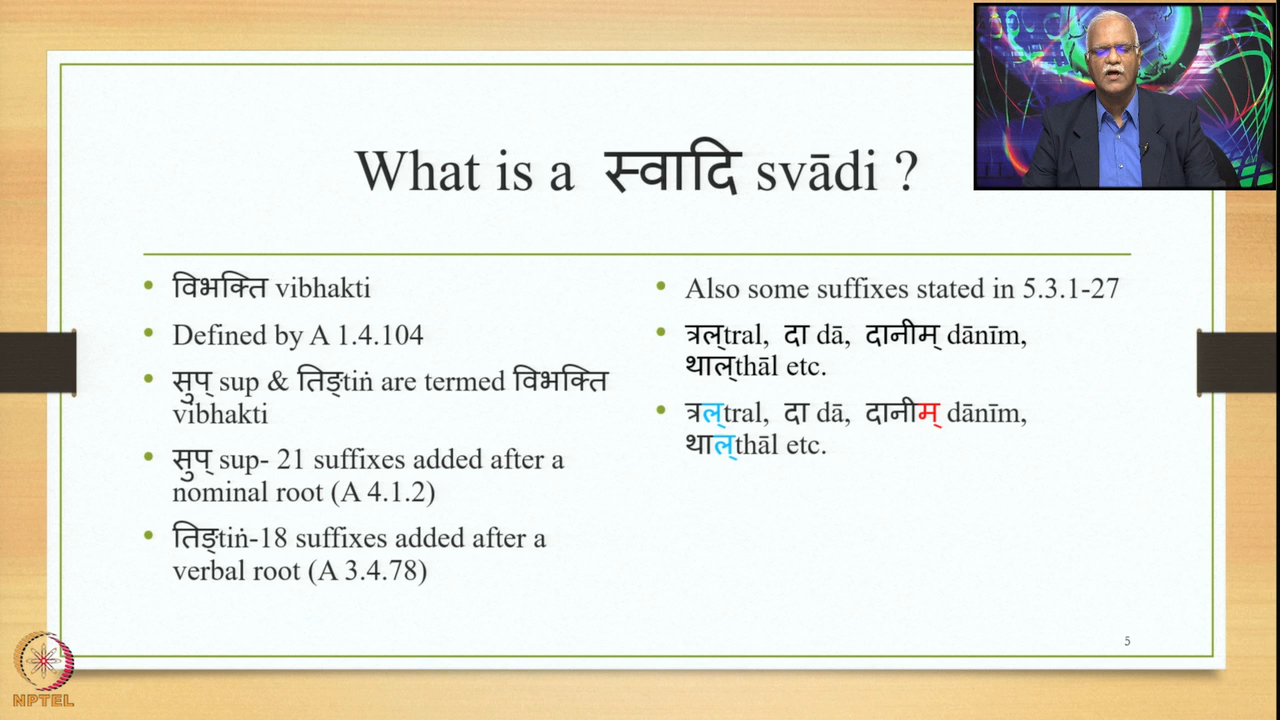 What is a स्वादि svādi ?
विभक्ति vibhakti
Defined by A 1.4.104
सुप् sup & तिङ्tiṅ are termed विभक्ति
vibhakti
सुप् sup- 21 suffixes added after a
nominal root (A 4.1.2)
तिङ्tiṅ-18 suffixes added after a
verbal root (A 3.4.78)
Also some suffixes stated in 5.3.1-27
त्रल्tral, दा dā, दानीम् dānīm,
थाल्thāl etc.
त्रल्tral, दा dā, दानीम् dānīm,
थाल्thāl etc.
5
NPTEL